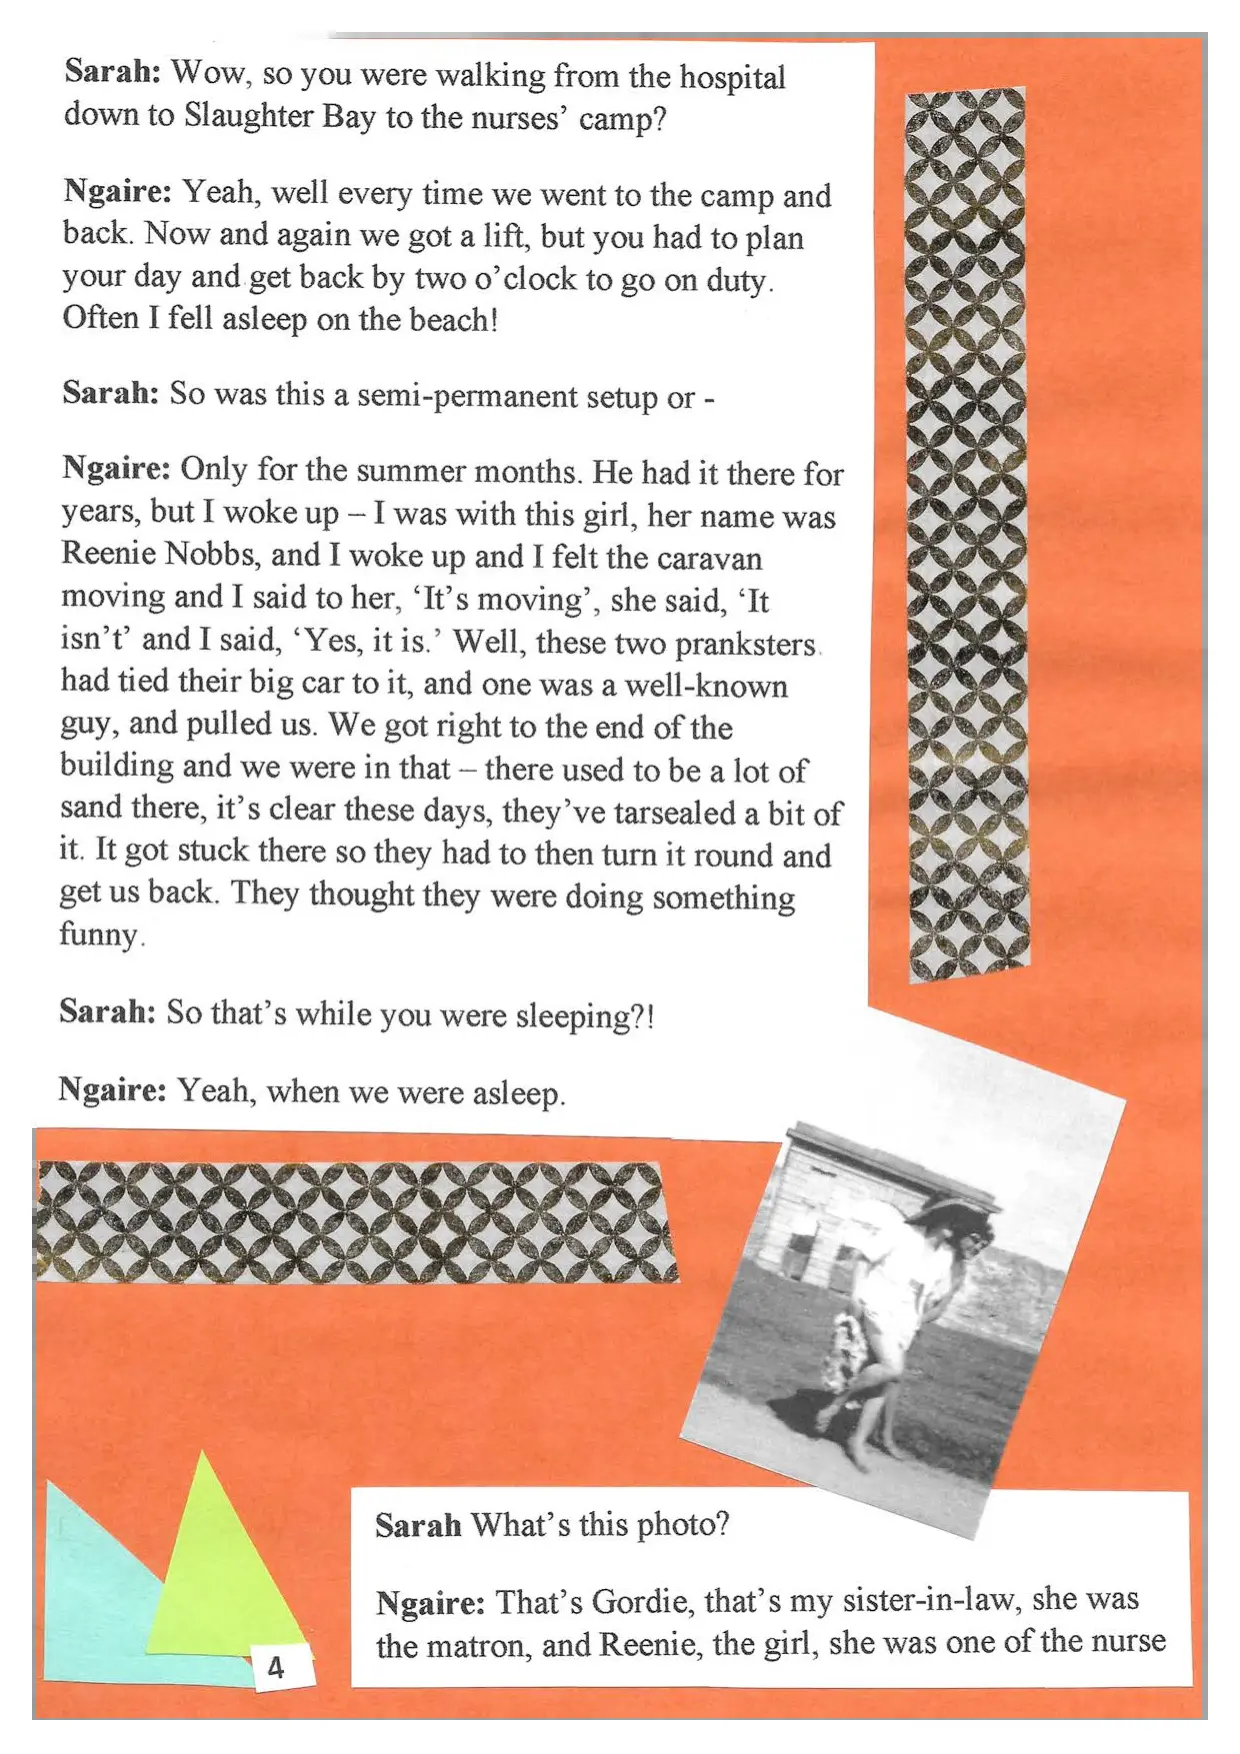 Sarah: Wow, so you were walking from the hospital
down to Slaughter Bay to the nurses’ camp?
Ngaire: Yeah, well every time we went to the camp and
back. Now and again we got a lift, but you had to plan
your day and get back by two o’clock to go on duty.
Often I fell asleep on the beach!
Sarah: So was this a semi-permanent setup or -
Ngaire: Only for the summer months. He had it there for
years, but I woke up – I was with this girl, her name was
Reenie Nobbs, and I woke up and I felt the caravan
moving and I said to her, ‘It’s moving’, she said, ‘It
isn’t’ and I said, ‘Yes, it is.’ Well, these two pranksters
had tied their big car to it, and one was a well-known
guy, and pulled us. We got right to the end of the
building and we were in that – there used to be a lot of
sand there, it’s clear these days, they’ve tarsealed a bit of
it. It got stuck there so they had to then turn it round and
get us back. They thought they were doing something
funny.
Sarah: So that’s while you were sleeping?!
Ngaire: Yeah, when we were asleep.
Sarah What’s this photo?
Ngaire: That’s Gordie, that’s my sister-in-law, she was
the matron, and Reenie, the girl, she was one of the nurse
4